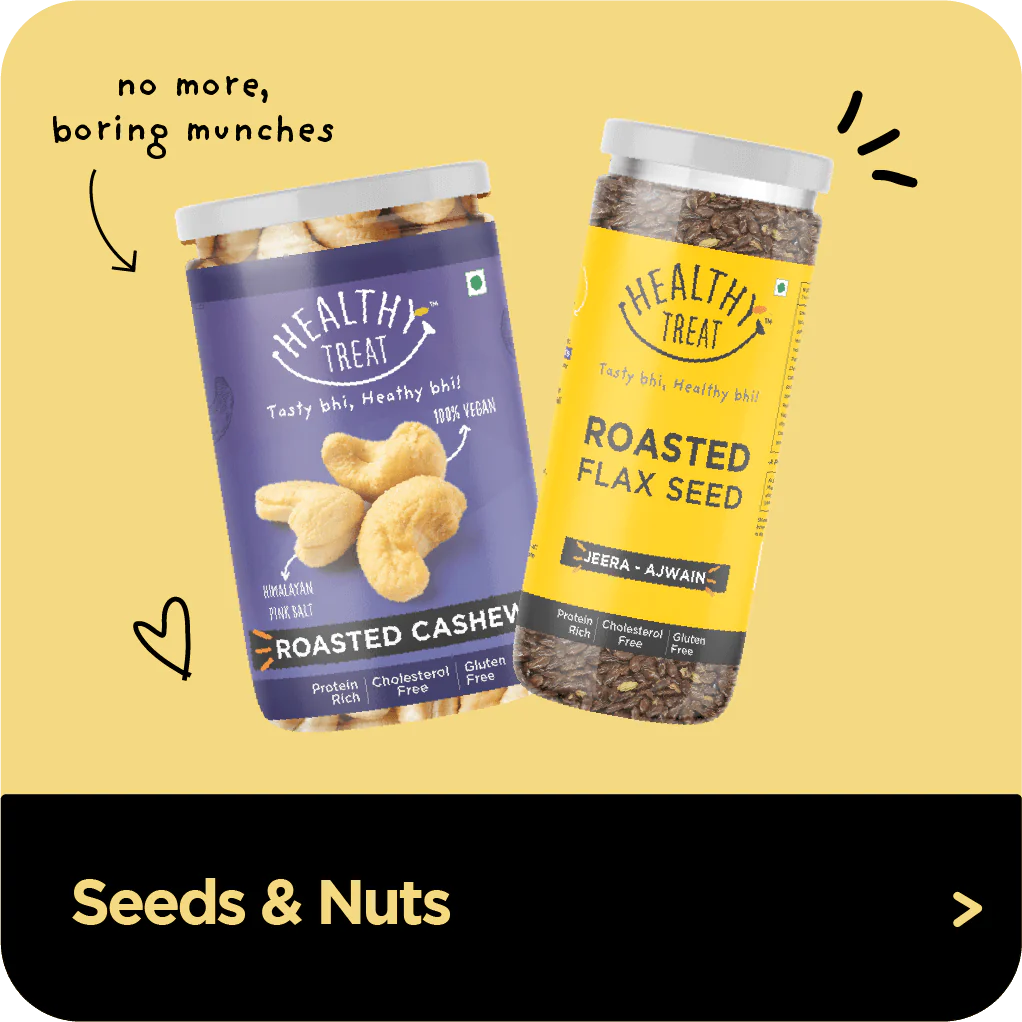 no more,
boring munches
HEALTHY
TREAT
™
Tasty bhi, Heathy bhi!
100% VEGAN
HIMALAYAN
PINK SALT
ROASTED CASHEW
Protein
Rich
Cholesterol
Free
Gluten
Free
HEALTHY
TREAT
™
Tasty bhi, Healthy bhi!
ROASTED
FLAX SEED
JEERA - AJWAIN
Protein
Rich
Cholesterol
Free
Gluten
Free
Seeds & Nuts
>